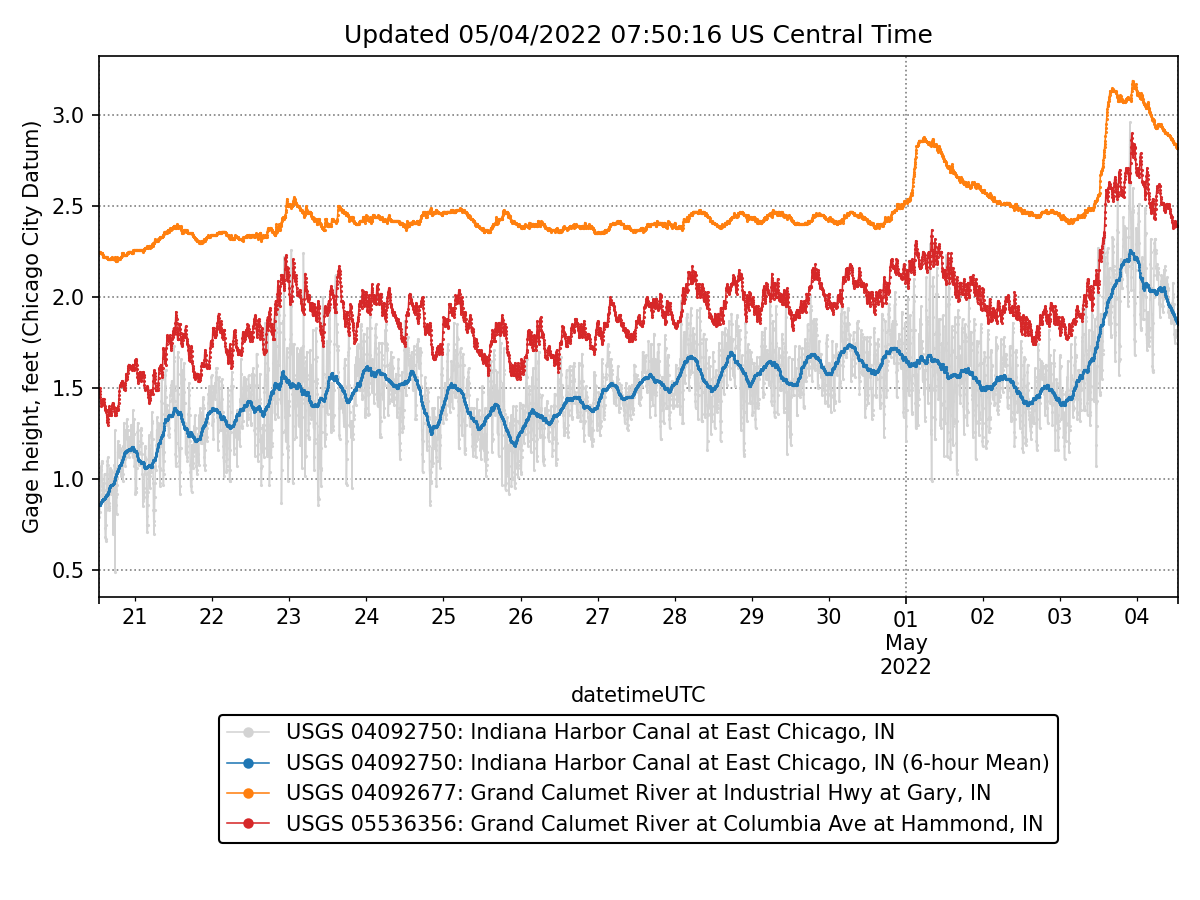 Updated 05/04/2022 07:50:16 US Central Time
Gage height, feet (Chicago City Datum)
3.0
2.5
2.0
1.5
1.0
0.5
21 22 23 24 25 26 27 28 29 30 01 02 03 04
May
2022
datetimeUTC
USGS 04092750: Indiana Harbor Canal at East Chicago, IN
USGS 04092750: Indiana Harbor Canal at East Chicago, IN (6-hour Mean)
USGS 04092677: Grand Calumet River at Industrial Hwy at Gary, IN
USGS 05536356: Grand Calumet River at Columbia Ave at Hammond, IN